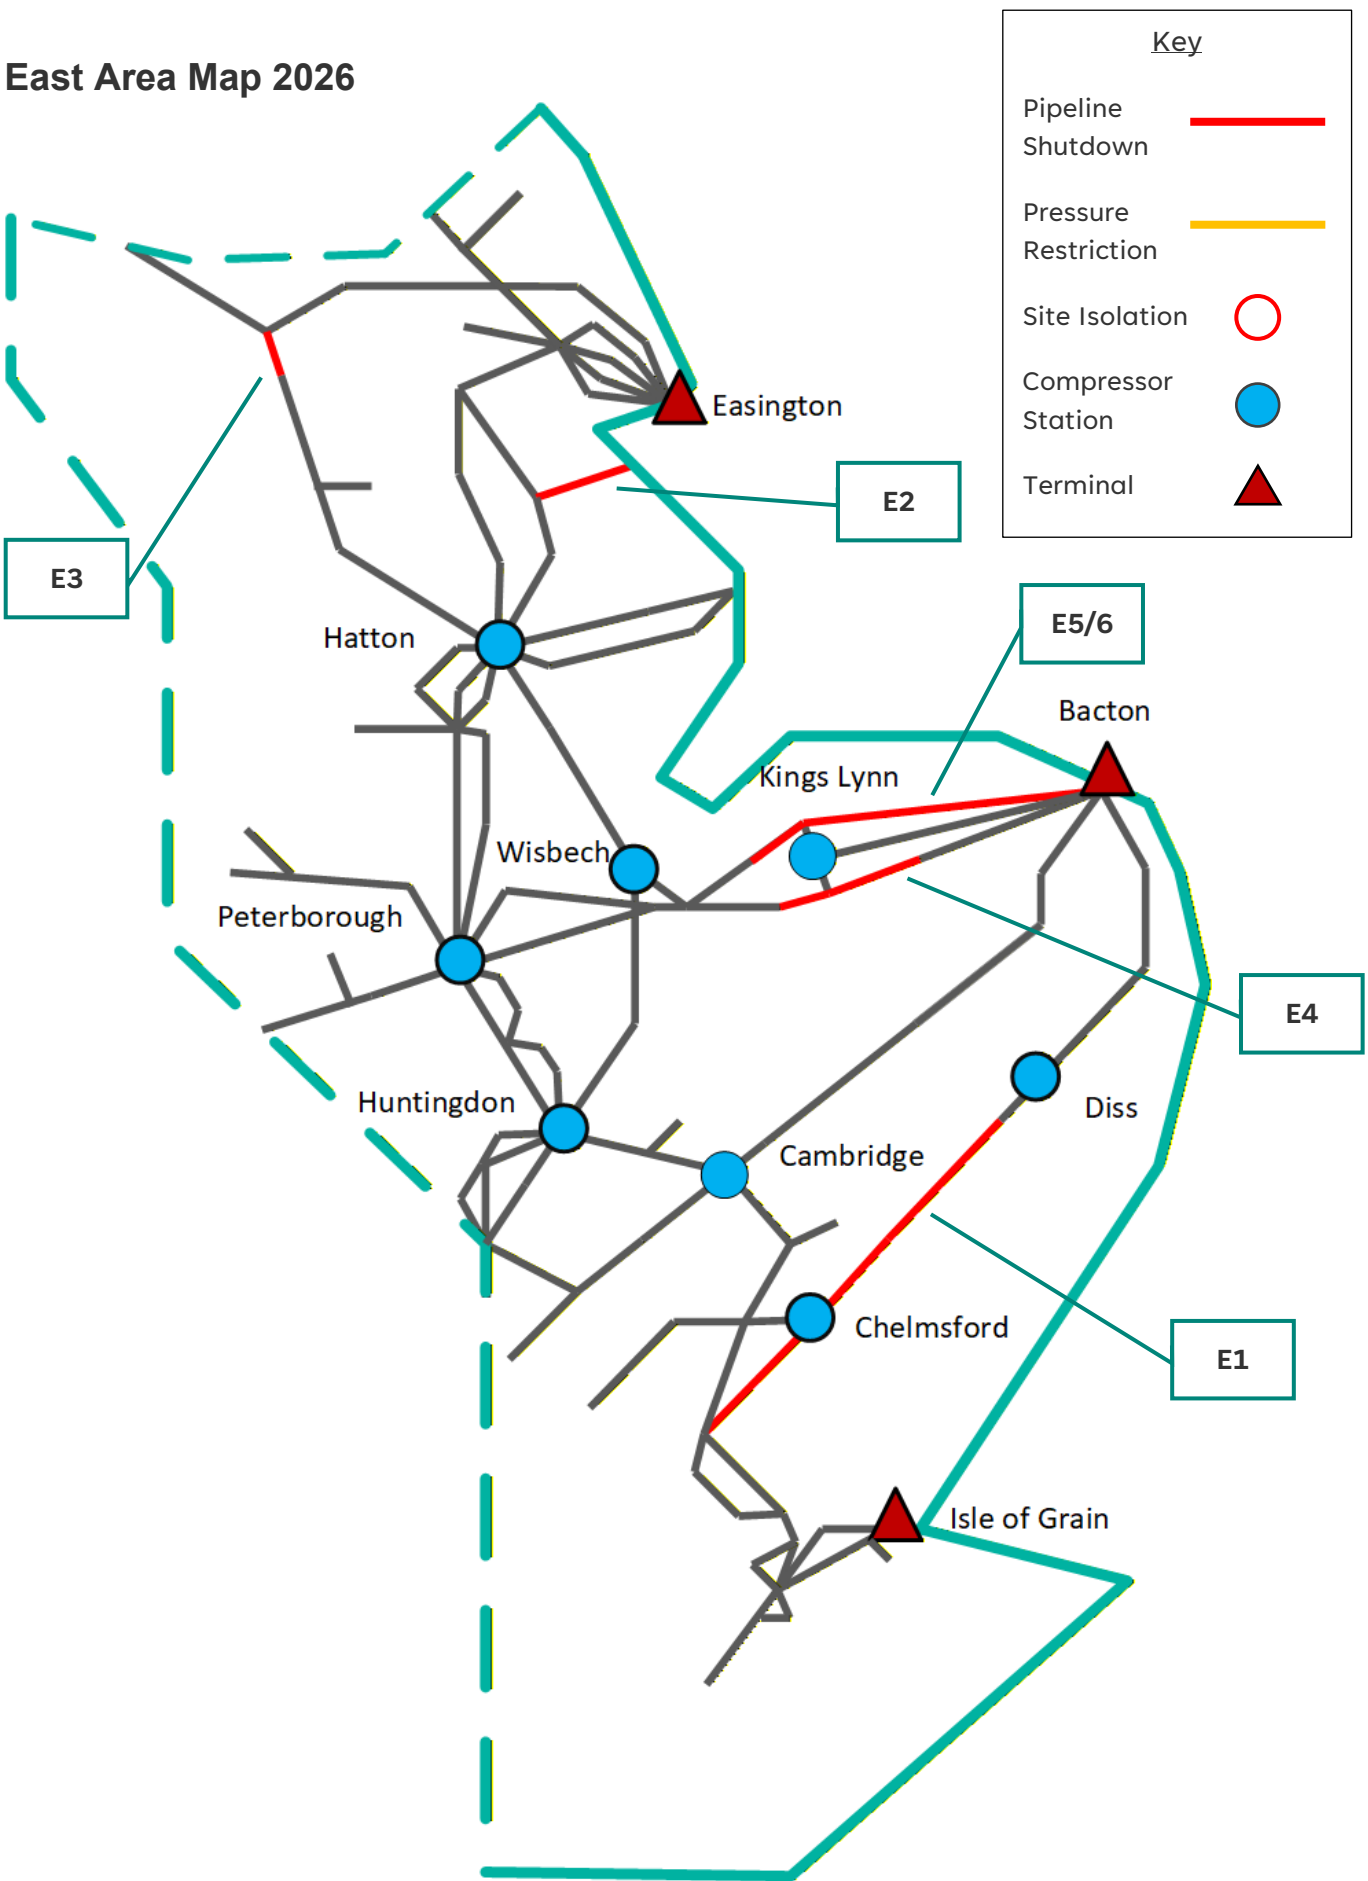 East Area Map 2026
Key
Pipeline
Shutdown
Pressure
Restriction
Site Isolation
Compressor
Station
Terminal
Easington
E2
E3
Hatton
E5/6
Bacton
Kings Lynn
Wisbech
Peterborough
E4
Huntingdon
Diss
Cambridge
Chelmsford
E1
Isle of Grain